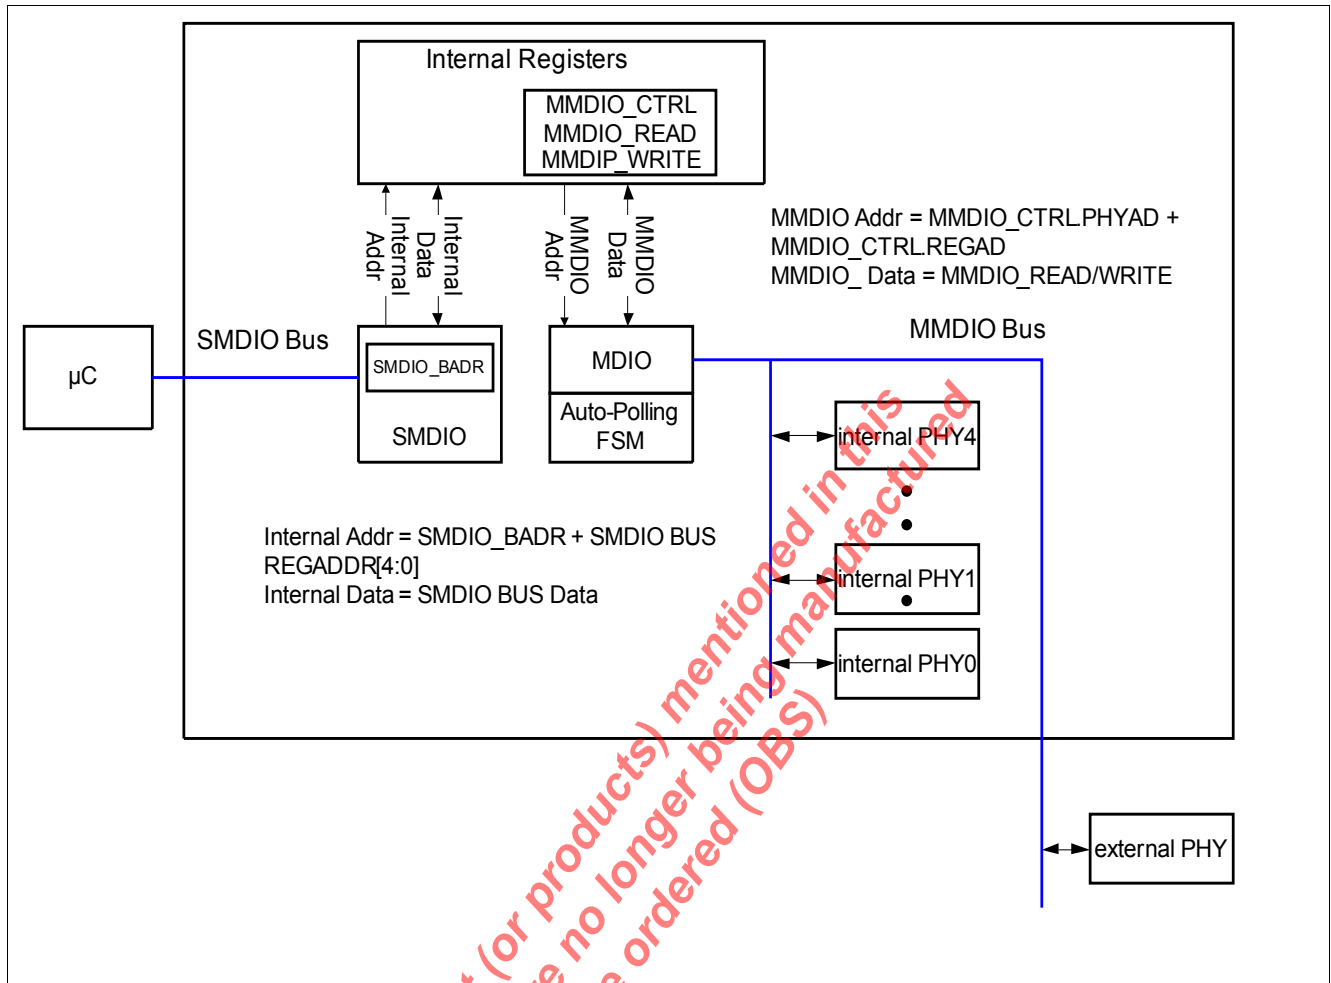 Internal Registers
MMDIO_CTRL
MMDIO_READ
MMDIP_WRITE
Internal
Addr
Internal
Data
MMDIO
Addr
MMDIO
Data
MMDIO Addr = MMDIO_CTRL.PHYAD +
MMDIO_CTRL.REGAD
MMDIO_ Data = MMDIO_READ/WRITE
µC
SMDIO Bus
SMDIO_BADR
SMDIO
MDIO
Auto-Polling
FSM
MMDIO Bus
internal PHY4
internal PHY1
internal PHY0
Internal Addr = SMDIO_BADR + SMDIO BUS
REGADDR[4:0]
Internal Data = SMDIO BUS Data
external PHY
(or products) mentioned in this
no longer being manufactured
ordered (OBS)